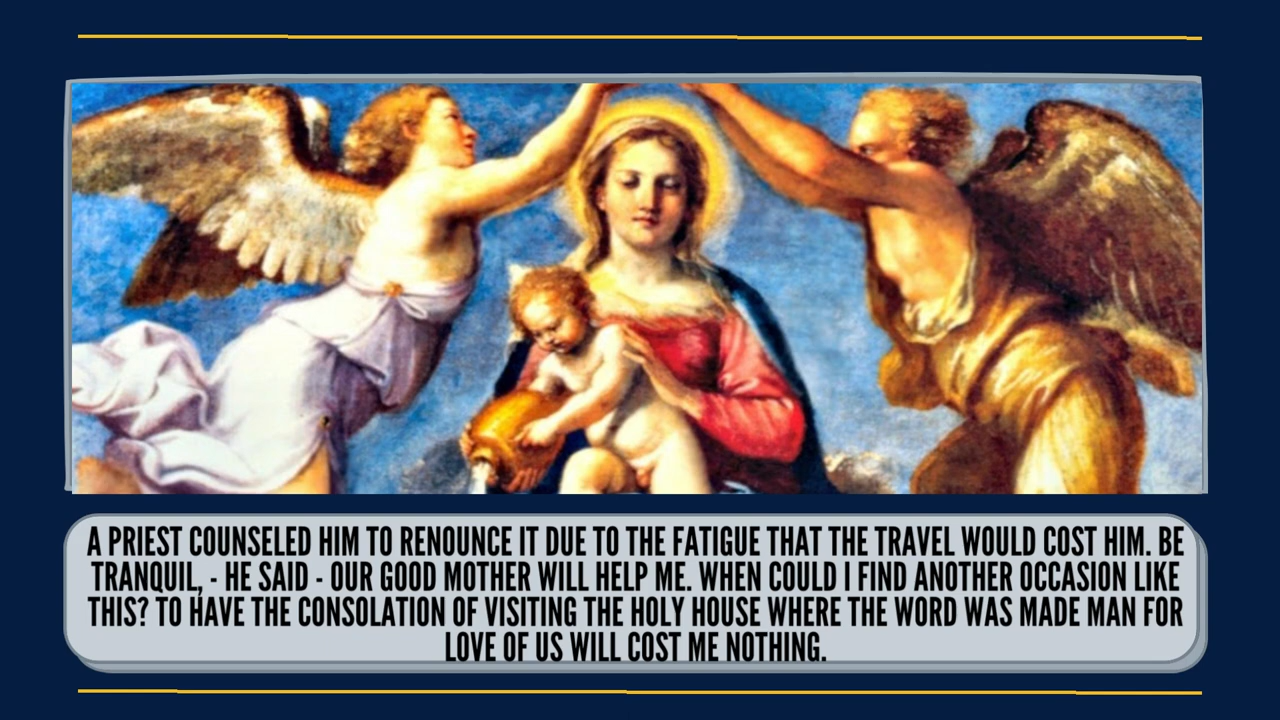 A PRIEST COUNSELED HIM TO RENOUNCE IT DUE TO THE FATIGUE THAT THE TRAVEL WOULD COST HIM. BE
TRANQUIL, - HE SAID - OUR GOOD MOTHER WILL HELP ME. WHEN COULD I FIND ANOTHER OCCASION LIKE
THIS? TO HAVE THE CONSOLATION OF VISITING THE HOLY HOUSE WHERE THE WORD WAS MADE MAN FOR
LOVE OF US WILL COST ME NOTHING.